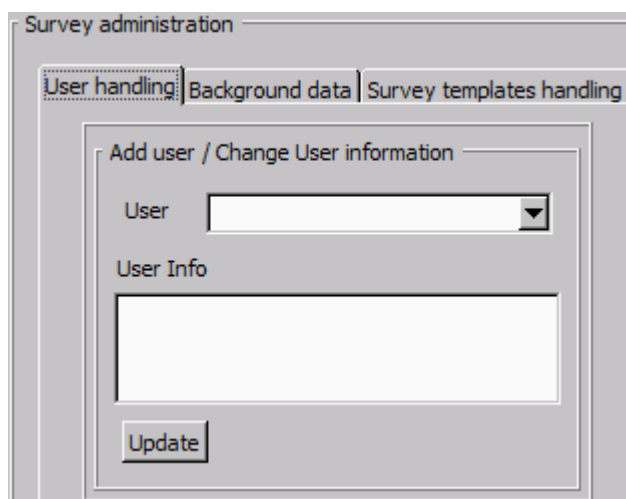 Survey administration
User handling Background data Survey templates handling
Add user / Change User information
User
User Info
Update